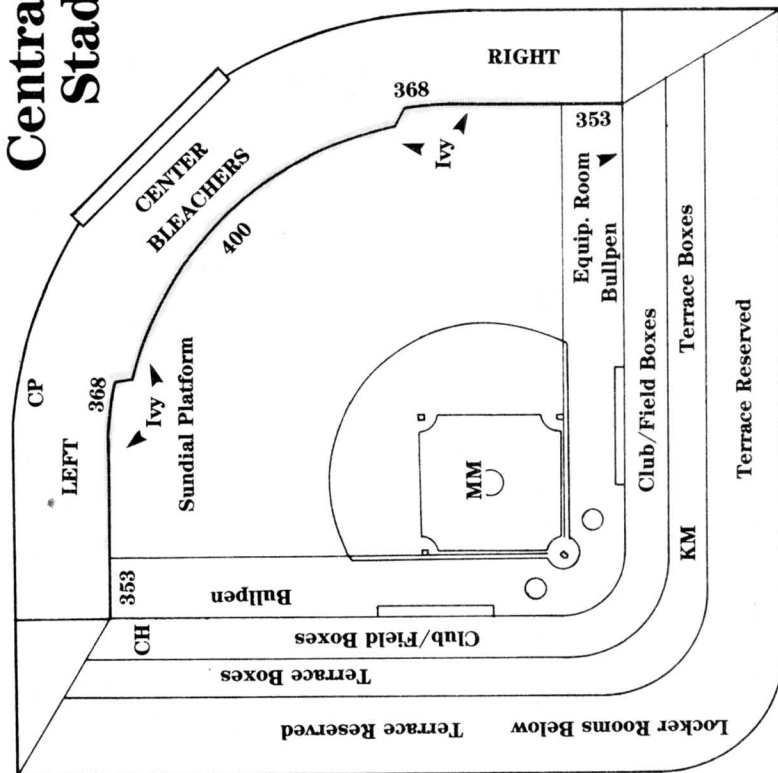 Centra
Stad
RIGHT
368
353
Ivy
CENTER
BLEACHERS
400
Equip. Room
Bullpen
CP
368
LEFT
Ivy
Sundial Platform
MM
353
Bullpen
CH
Club/Field Boxes
Terrace Boxes
Terrace Reserved
Locker Rooms Below
KM
Club/Field Boxes
Terrace Boxes
Terrace Reserved